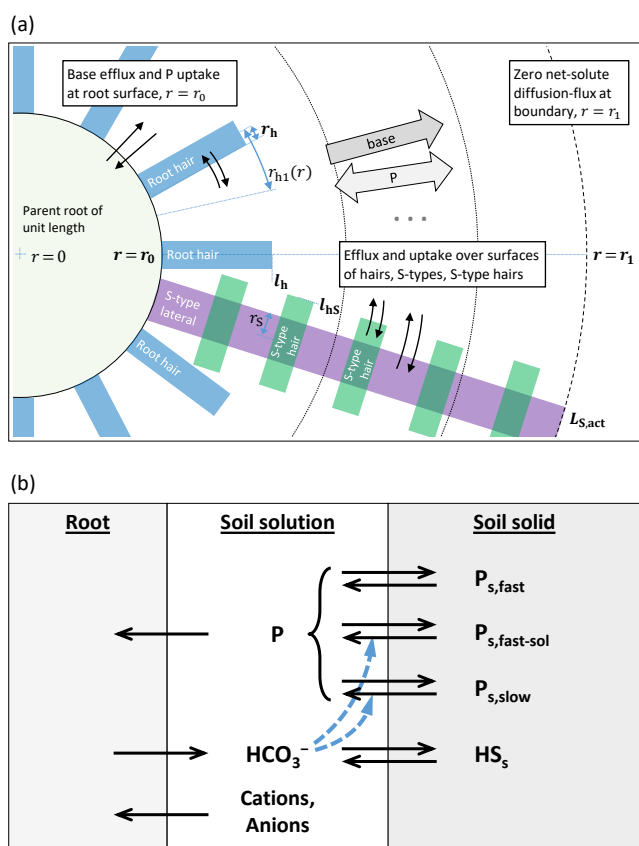 (a)
Base efflux and P uptake
at root surface, r = r₀
Zero net-solute
diffusion-flux at
boundary, r = r₁
r_h
Root hair
r_h1(r)
base
P
...
Parent root of
unit length
r = 0
r = r₀
Root hair
Efflux and uptake over surfaces
of hairs, S-types, S-type hairs
r = r₁
l_h
l_hS
S-type
lateral
r_S
S-type
hair
S-type
hair
Root hair
L_S,act
(b)
Root
Soil solution
Soil solid
P_s,fast
P
P_s,fast-sol
P_s,slow
HCO₃⁻
HS_s
Cations,
Anions